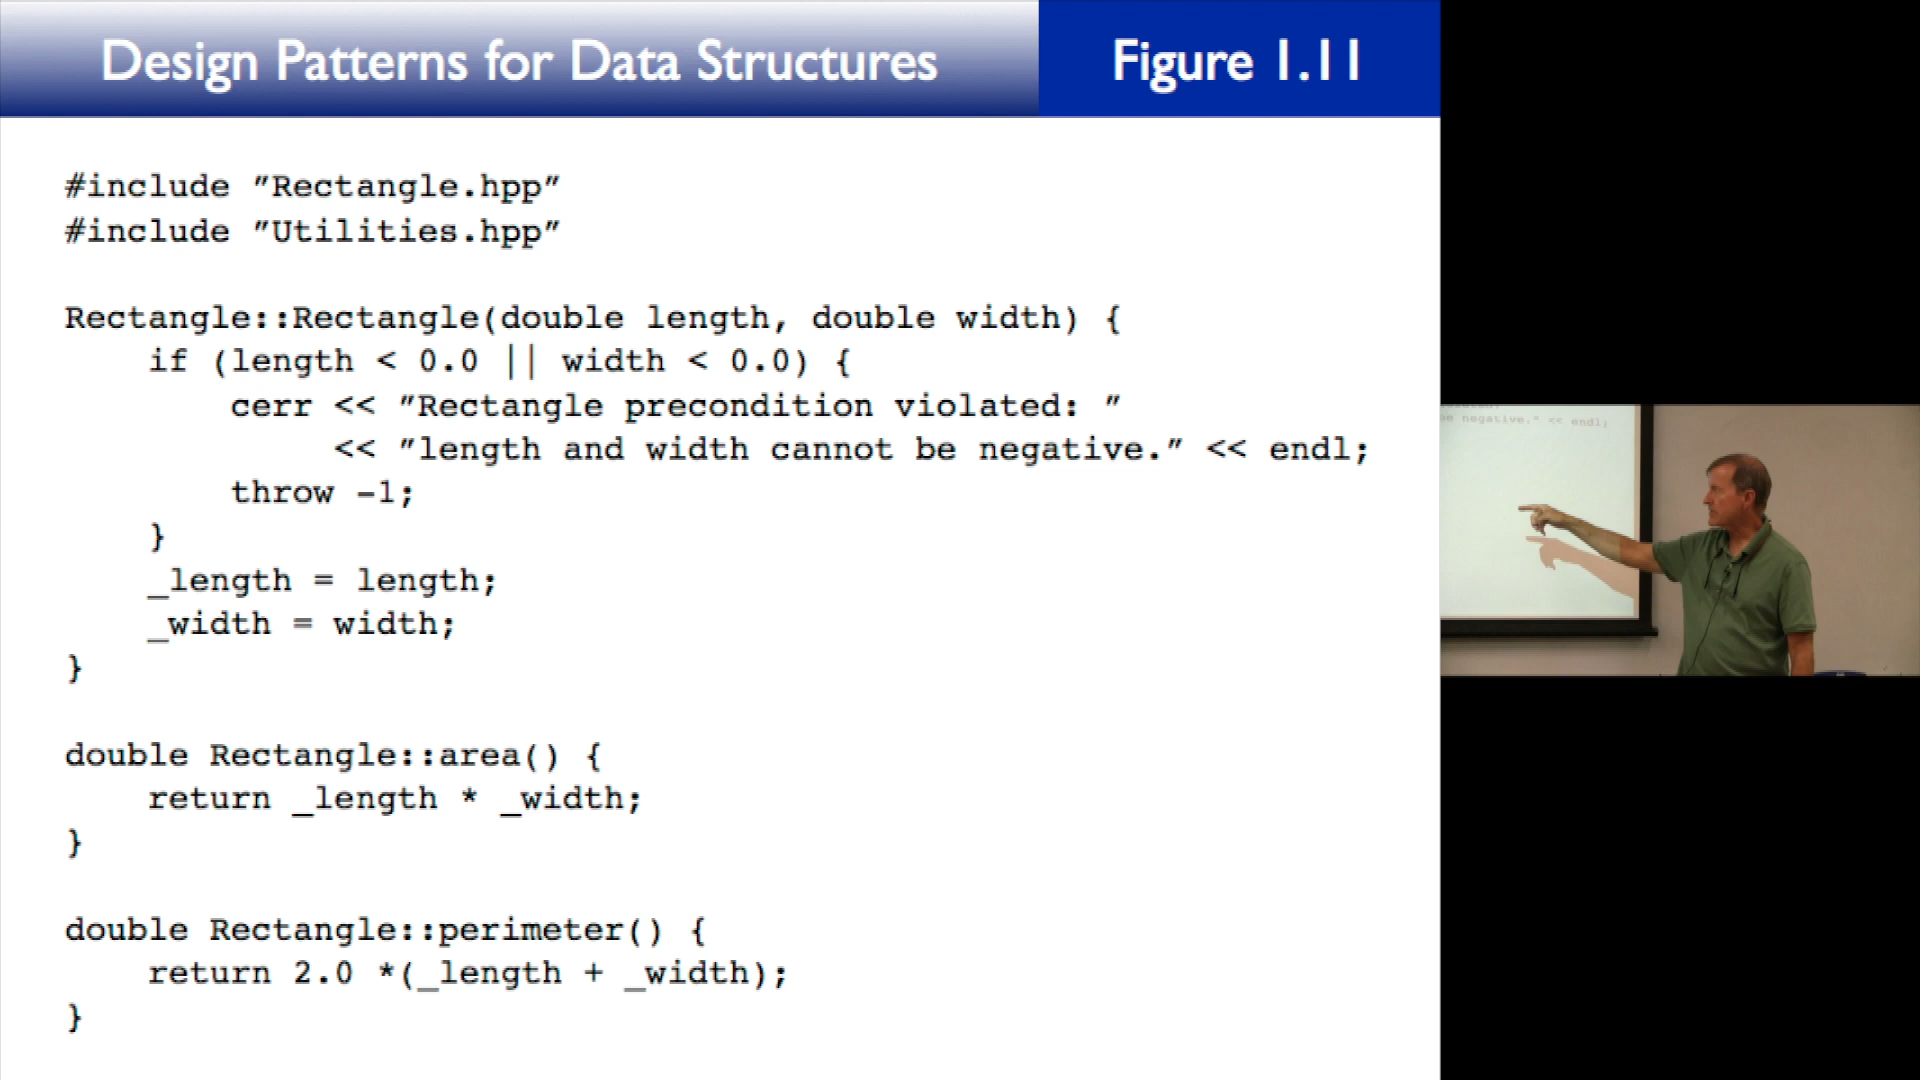 Design Patterns for Data Structures
Figure 1.11
#include "Rectangle.hpp"
#include "Utilities.hpp"
Rectangle::Rectangle(double length, double width) {
if (length < 0.0 || width < 0.0) {
cerr << "Rectangle precondition violated: "
<< "length and width cannot be negative." << endl;
throw -1;
}
_length = length;
_width = width;
}
double Rectangle::area() {
return _length * _width;
}
double Rectangle::perimeter() {
return 2.0 *(_length + _width);
}
be negative." << endl;